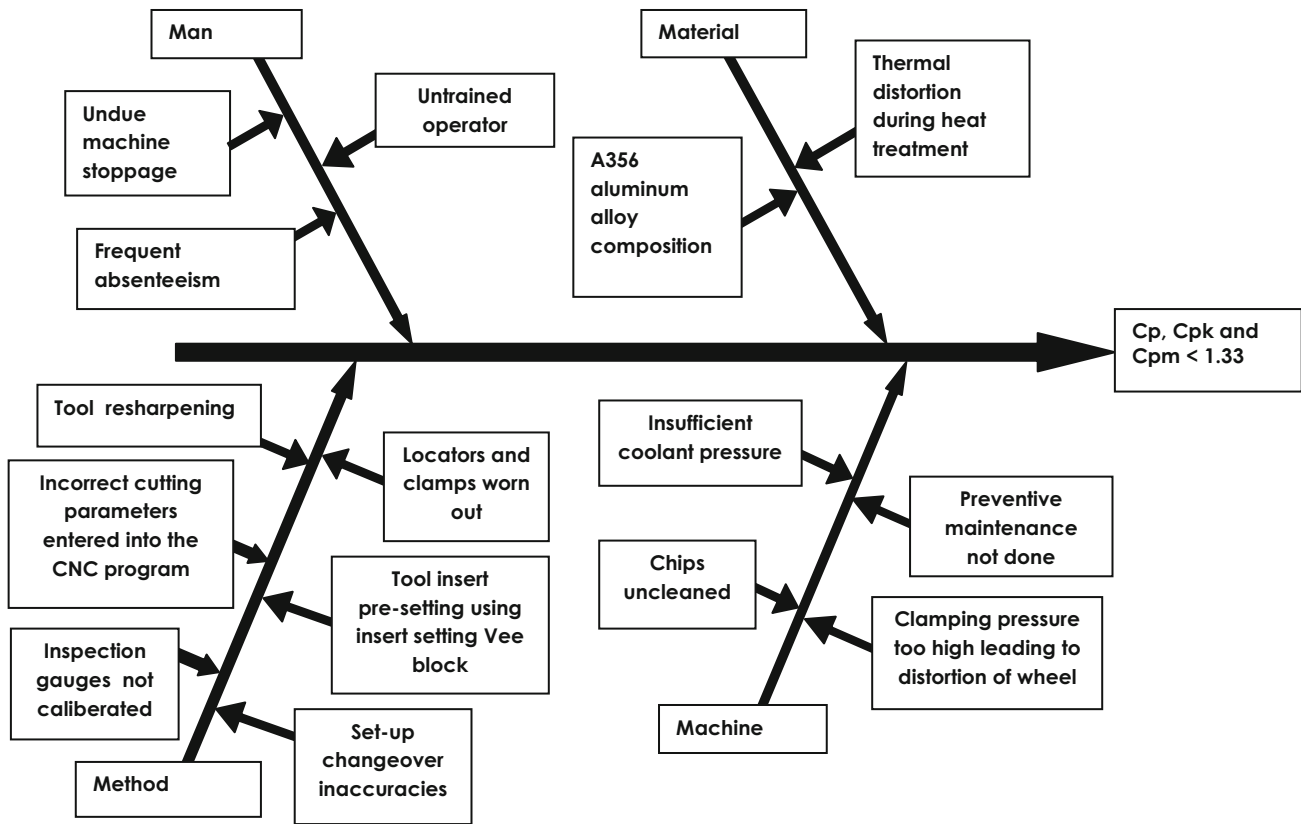 Man
Undue
machine
stoppage
Untrained
operator
Frequent
absenteeism
Material
Thermal
distortion
during heat
treatment
A356
aluminum
alloy
composition
Cp, Cpk and
Cpm < 1.33
Tool resharpening
Locators and
clamps worn
out
Incorrect cutting
parameters
entered into the
CNC program
Tool insert
pre-setting using
insert setting Vee
block
Inspection
gauges not
caliberated
Set-up
changeover
inaccuracies
Method
Insufficient
coolant pressure
Preventive
maintenance
not done
Chips
uncleaned
Clamping pressure
too high leading to
distortion of wheel
Machine